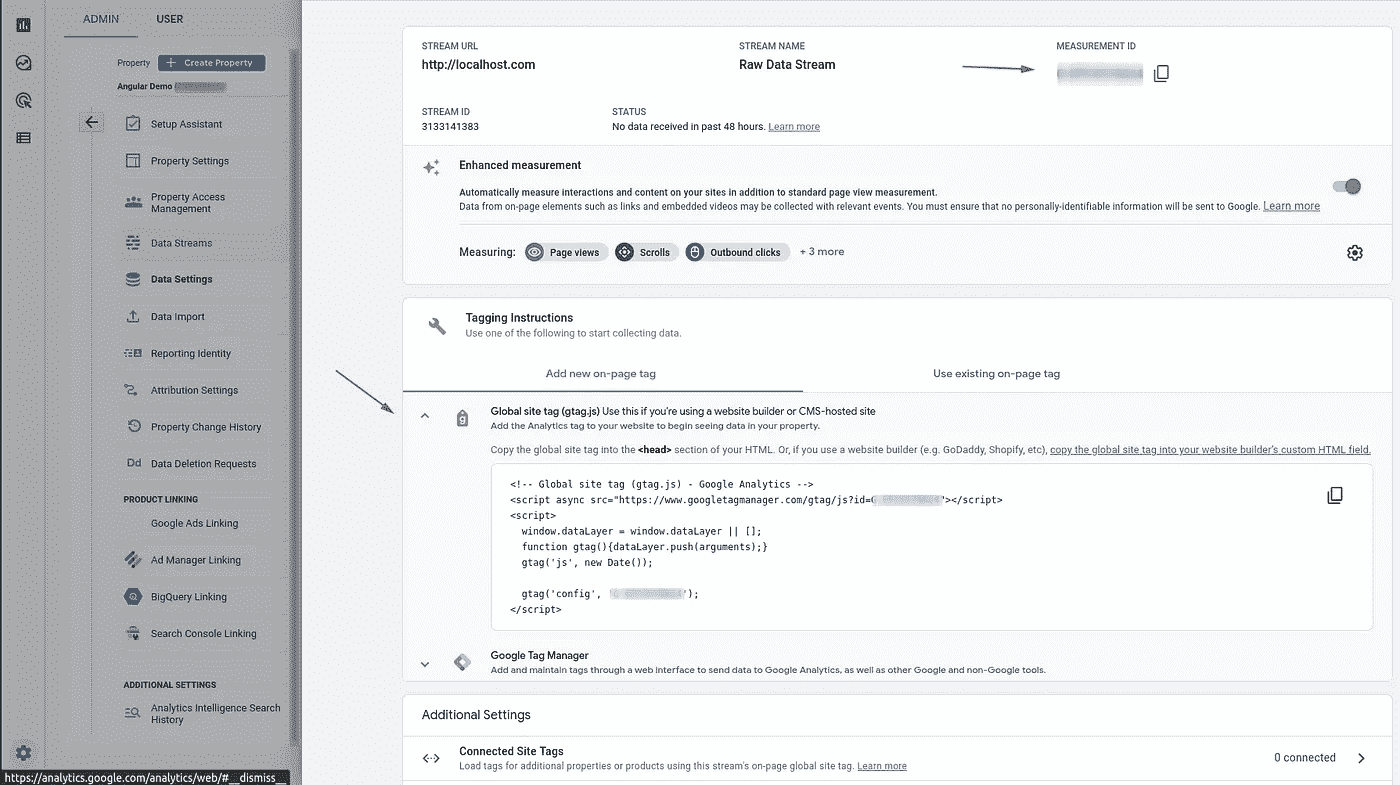 ADMIN
USER
Property
Create Property
Angular Demo
Setup Assistant
Property Settings
Property Access
Management
Data Streams
Data Settings
Data Import
Reporting Identity
Attribution Settings
Property Change History
Dd Data Deletion Requests
PRODUCT LINKING
Google Ads Linking
Ad Manager Linking
BigQuery Linking
Search Console Linking
ADDITIONAL SETTINGS
Analytics Intelligence Search
History
https://analytics.google.com/analytics/web/#__dismiss__
STREAM URL
http://localhost.com
STREAM NAME
Raw Data Stream
MEASUREMENT ID
STREAM ID
3133141383
STATUS
No data received in past 48 hours. Learn more
Enhanced measurement
Automatically measure interactions and content on your sites in addition to standard page view measurement.
Data from on-page elements such as links and embedded videos may be collected with relevant events. You must ensure that no personally-identifiable information will be sent to Google. Learn more
Measuring: Page views Scrolls Outbound clicks + 3 more
Tagging Instructions
Use one of the following to start collecting data.
Add new on-page tag
Use existing on-page tag
g
Global site tag (gtag.js) Use this if you're using a website builder or CMS-hosted site
Add the Analytics tag to your website to begin seeing data in your property.
Copy the global site tag into the <head> section of your HTML. Or, if you use a website builder (e.g. GoDaddy, Shopify, etc), copy the global site tag into your website builder's custom HTML field.
<!-- Global site tag (gtag.js) - Google Analytics -->
<script async src="https://www.googletagmanager.com/gtag/js?id= "></script>
<script>
window.dataLayer = window.dataLayer || [];
function gtag(){dataLayer.push(arguments);}
gtag('js', new Date());
gtag('config', ' ');
</script>
Google Tag Manager
Add and maintain tags through a web interface to send data to Google Analytics, as well as other Google and non-Google tools.
Additional Settings
Connected Site Tags
Load tags for additional properties or products using this stream's on-page global site tag. Learn more
0 connected